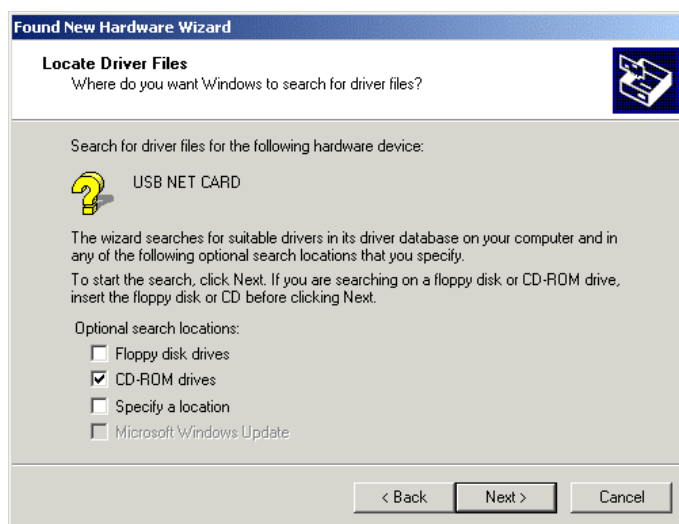 Found New Hardware Wizard
Locate Driver Files
Where do you want Windows to search for driver files?
Search for driver files for the following hardware device:
USB NET CARD
The wizard searches for suitable drivers in its driver database on your computer and in
any of the following optional search locations that you specify.
To start the search, click Next. If you are searching on a floppy disk or CD-ROM drive,
insert the floppy disk or CD before clicking Next.
Optional search locations:
Floppy disk drives
CD-ROM drives
Specify a location
Microsoft Windows Update
< Back Next > Cancel